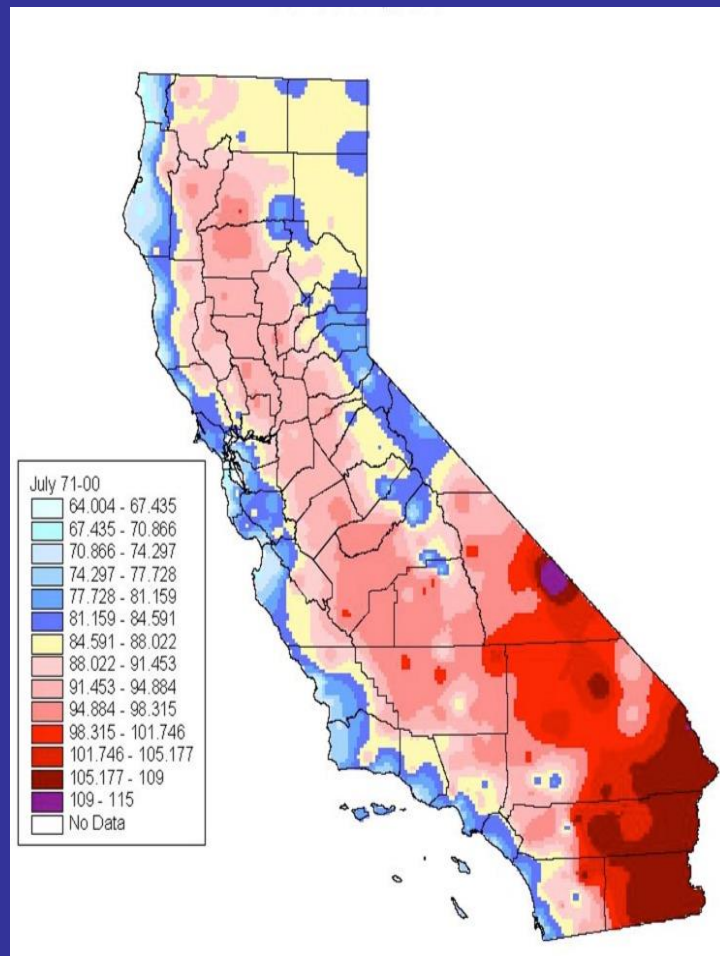 July 71-00
64.004 - 67.435
67.435 - 70.866
70.866 - 74.297
74.297 - 77.728
77.728 - 81.159
81.159 - 84.591
84.591 - 88.022
88.022 - 91.453
91.453 - 94.884
94.884 - 98.315
98.315 - 101.746
101.746 - 105.177
105.177 - 109
109 - 115
No Data